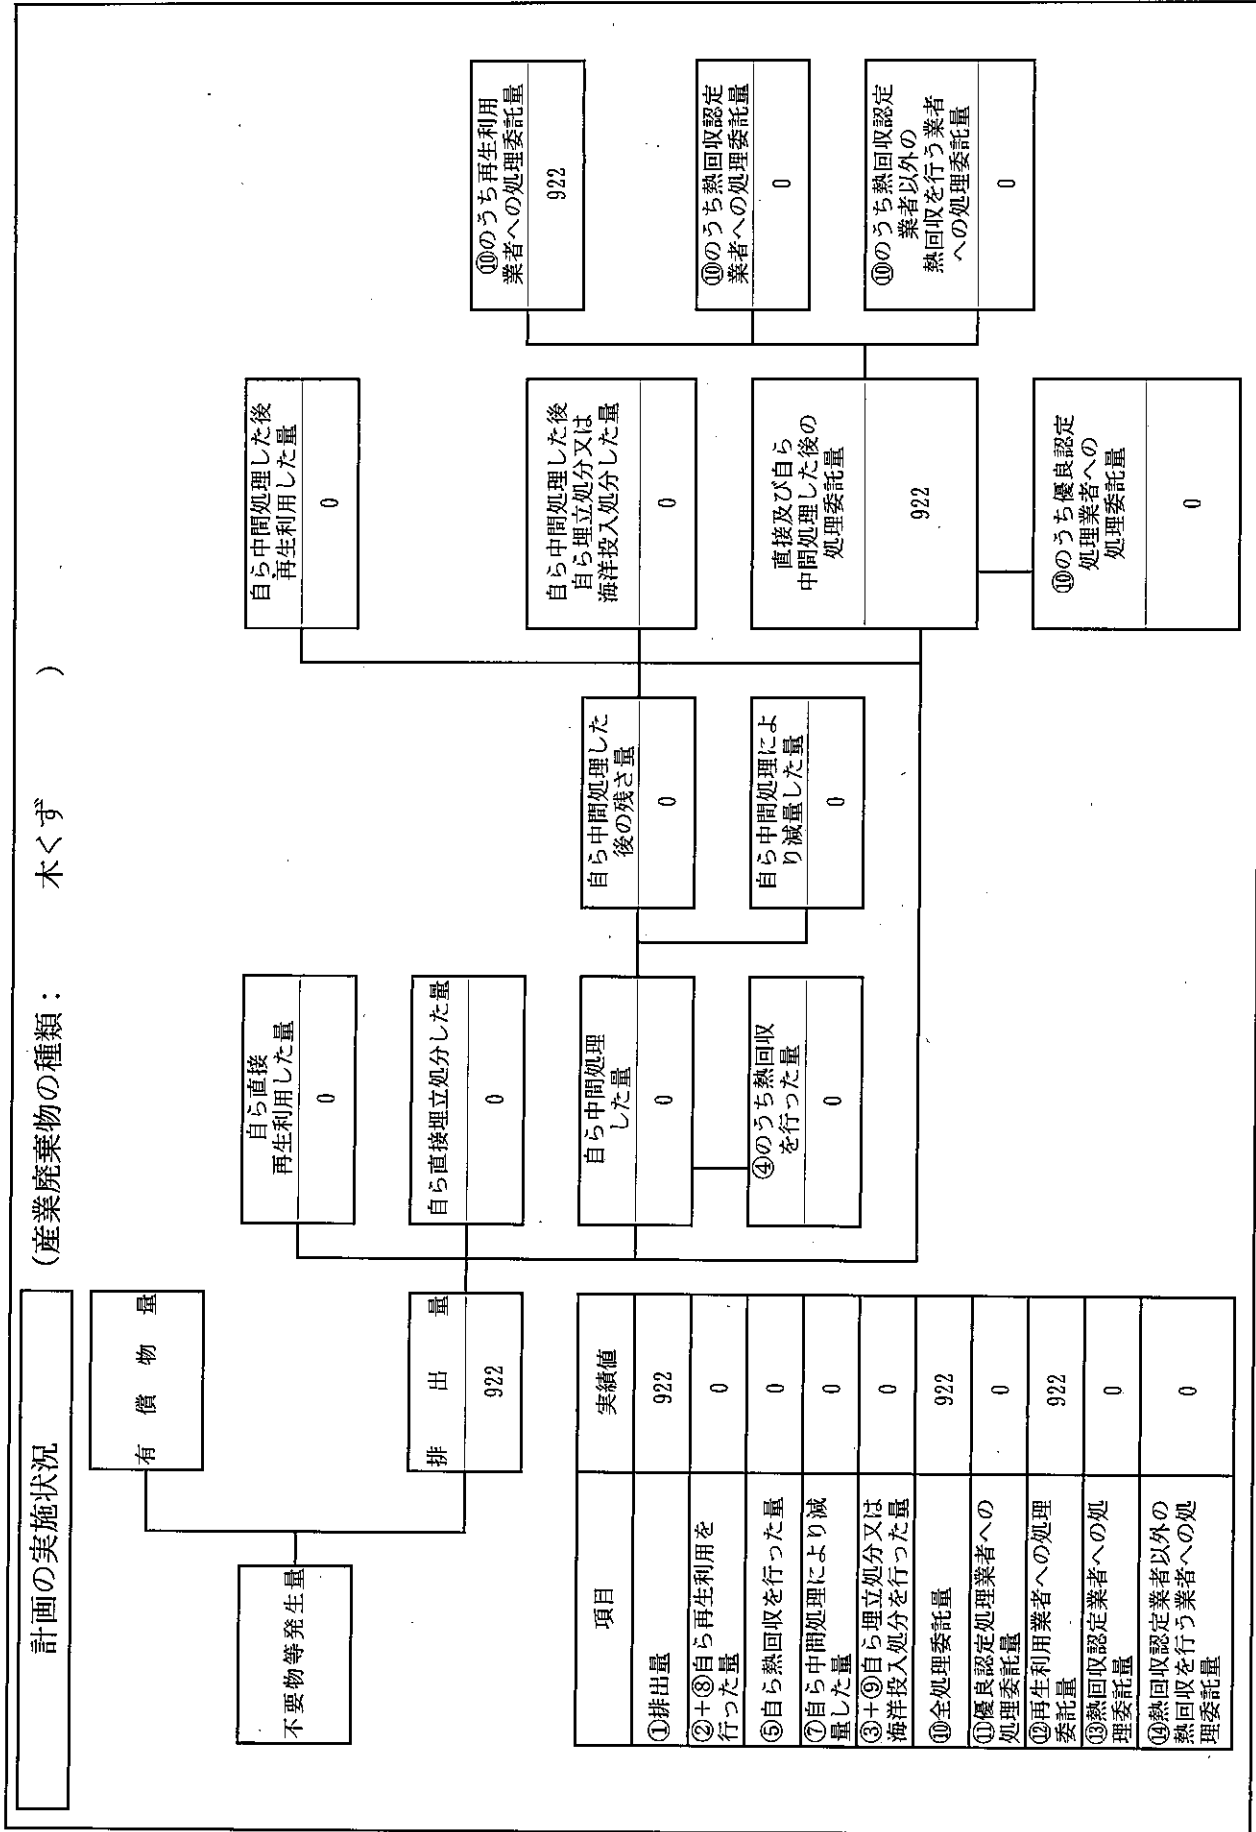 計画の実施状況
(産業廃棄物の種類: 木くず )
不要物等発生量
有償物量
排出量
922
自ら直接
再生利用した量
0
自ら直接埋立処分した量
0
自ら中間処理
した量
0
④のうち熱回収
を行った量
0
自ら中間処理した
後の残さ量
0
自ら中間処理によ
り減量した量
0
自ら中間処理した後
再生利用した量
0
自ら中間処理した後
自ら埋立処分又は
海洋投入処分した量
0
直接及び自ら
中間処理した後の
処理委託量
922
⑩のうち優良認定
処理業者への
処理委託量
0
⑩のうち再生利用
業者への処理委託量
922
⑩のうち熱回収認定
業者への処理委託量
0
⑩のうち熱回収認定
業者以外の
熱回収を行う業者
への処理委託量
0
項目 実績値
①排出量 922
②+⑧自ら再生利用を
行った量 0
⑤自ら熱回収を行った量 0
⑦自ら中間処理により減
量した量 0
③+⑨自ら埋立処分又は
海洋投入処分を行った量 0
⑩全処理委託量 922
⑪優良認定処理業者への
処理委託量 0
⑫再生利用業者への処理
委託量 922
⑬熱回収認定業者への処
理委託量 0
⑭熱回収認定業者以外の
熱回収を行う業者への処
理委託量 0